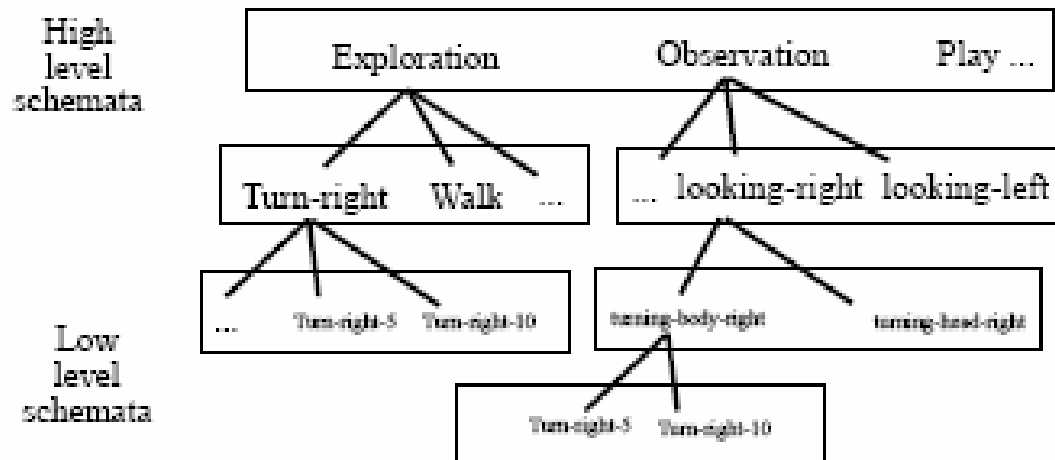 High
level
schemata
Exploration Observation Play ...
Turn-right Walk ...
... looking-right looking-left
... Turn-right-5 Turn-right-10
turning-body-right turning-head-right
Low
level
schemata
Turn-right-5 Turn-right-10